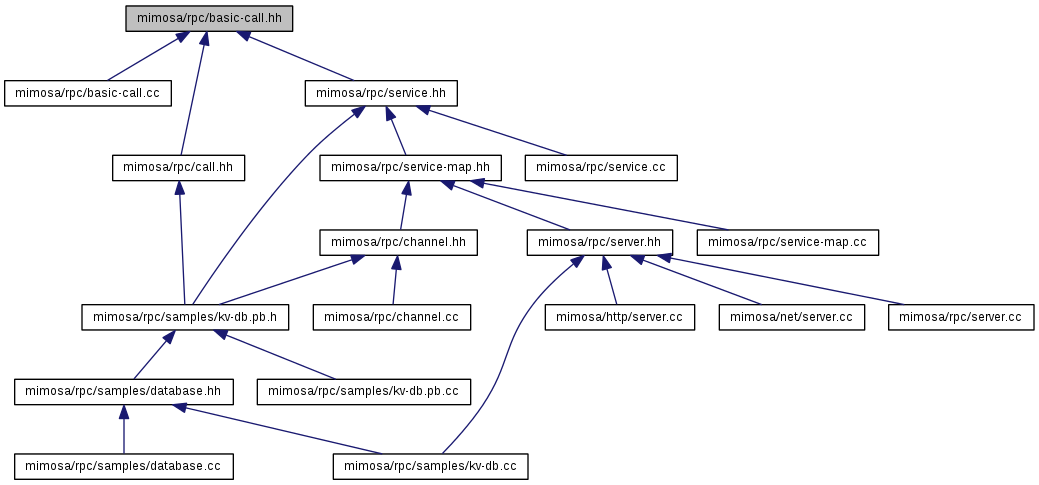 mimosa/rpc/basic-call.hh
mimosa/rpc/basic-call.cc
mimosa/rpc/service.hh
mimosa/rpc/call.hh
mimosa/rpc/service-map.hh
mimosa/rpc/service.cc
mimosa/rpc/channel.hh
mimosa/rpc/server.hh
mimosa/rpc/service-map.cc
mimosa/rpc/samples/kv-db.pb.h
mimosa/rpc/channel.cc
mimosa/http/server.cc
mimosa/net/server.cc
mimosa/rpc/server.cc
mimosa/rpc/samples/database.hh
mimosa/rpc/samples/kv-db.pb.cc
mimosa/rpc/samples/database.cc
mimosa/rpc/samples/kv-db.cc